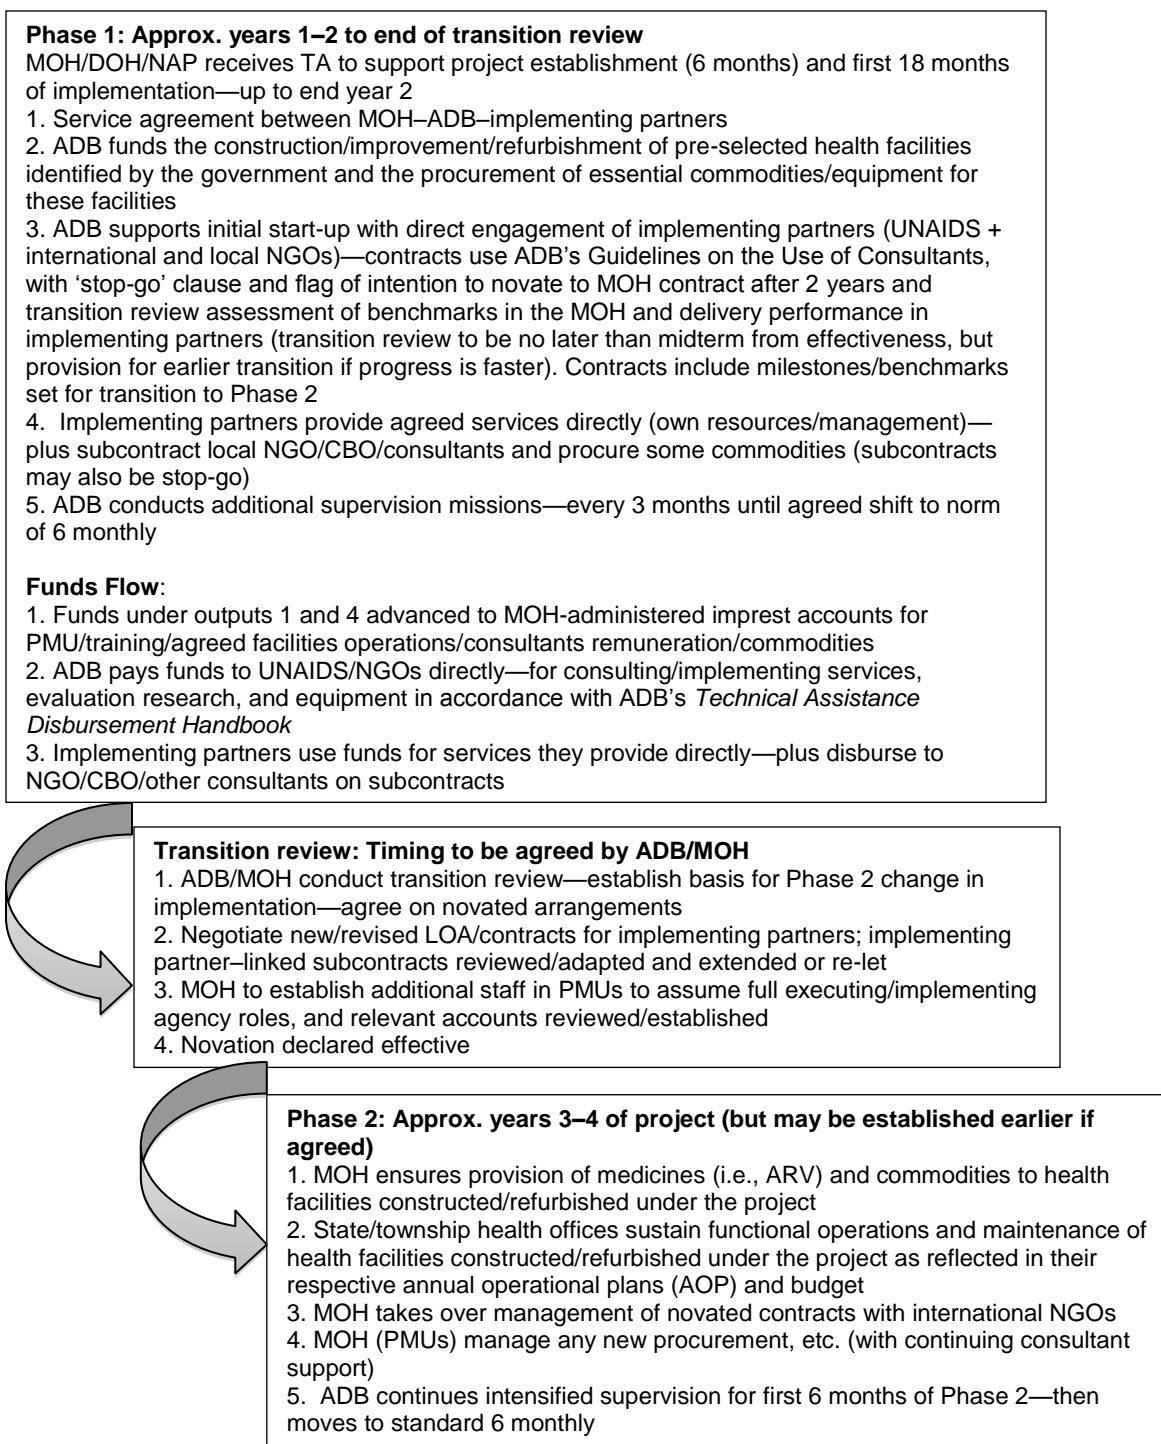 Phase 1: Approx. years 1–2 to end of transition review
MOH/DOH/NAP receives TA to support project establishment (6 months) and first 18 months
of implementation—up to end year 2
1. Service agreement between MOH–ADB–implementing partners
2. ADB funds the construction/improvement/refurbishment of pre-selected health facilities
identified by the government and the procurement of essential commodities/equipment for
these facilities
3. ADB supports initial start-up with direct engagement of implementing partners (UNAIDS +
international and local NGOs)—contracts use ADB's Guidelines on the Use of Consultants,
with 'stop-go' clause and flag of intention to novate to MOH contract after 2 years and
transition review assessment of benchmarks in the MOH and delivery performance in
implementing partners (transition review to be no later than midterm from effectiveness, but
provision for earlier transition if progress is faster). Contracts include milestones/benchmarks
set for transition to Phase 2
4. Implementing partners provide agreed services directly (own resources/management)—
plus subcontract local NGO/CBO/consultants and procure some commodities (subcontracts
may also be stop-go)
5. ADB conducts additional supervision missions—every 3 months until agreed shift to norm
of 6 monthly
Funds Flow:
1. Funds under outputs 1 and 4 advanced to MOH-administered imprest accounts for
PMU/training/agreed facilities operations/consultants remuneration/commodities
2. ADB pays funds to UNAIDS/NGOs directly—for consulting/implementing services,
evaluation research, and equipment in accordance with ADB's Technical Assistance
Disbursement Handbook
3. Implementing partners use funds for services they provide directly—plus disburse to
NGO/CBO/other consultants on subcontracts
Transition review: Timing to be agreed by ADB/MOH
1. ADB/MOH conduct transition review—establish basis for Phase 2 change in
implementation—agree on novated arrangements
2. Negotiate new/revised LOA/contracts for implementing partners; implementing
partner–linked subcontracts reviewed/adapted and extended or re-let
3. MOH to establish additional staff in PMUs to assume full executing/implementing
agency roles, and relevant accounts reviewed/established
4. Novation declared effective
Phase 2: Approx. years 3–4 of project (but may be established earlier if
agreed)
1. MOH ensures provision of medicines (i.e., ARV) and commodities to health
facilities constructed/refurbished under the project
2. State/township health offices sustain functional operations and maintenance of
health facilities constructed/refurbished under the project as reflected in their
respective annual operational plans (AOP) and budget
3. MOH takes over management of novated contracts with international NGOs
4. MOH (PMUs) manage any new procurement, etc. (with continuing consultant
support)
5. ADB continues intensified supervision for first 6 months of Phase 2—then
moves to standard 6 monthly